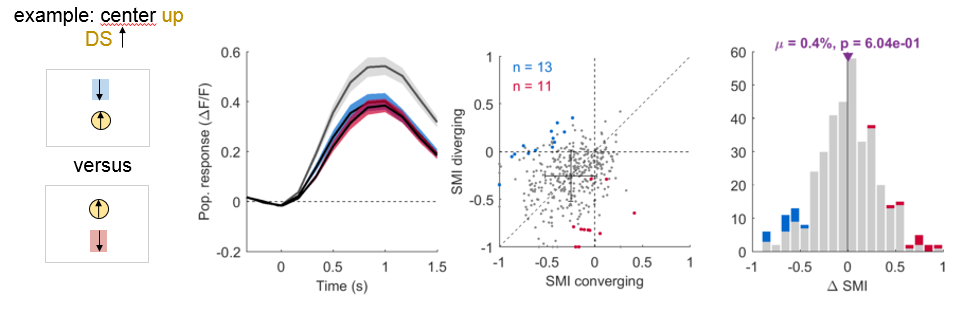 example: center up
DS ↑
versus
0.6
0.4
0.2
0
-0.2
Pop. response (ΔF/F)
0
0.5
1
1.5
Time (s)
n = 13
n = 11
1
0.5
0
-0.5
-1
SMI diverging
-1
-0.5
0
0.5
1
SMI converging
μ = 0.4%, p = 6.04e-01
60
50
40
30
20
10
0
-1
-0.5
0
0.5
1
Δ SMI